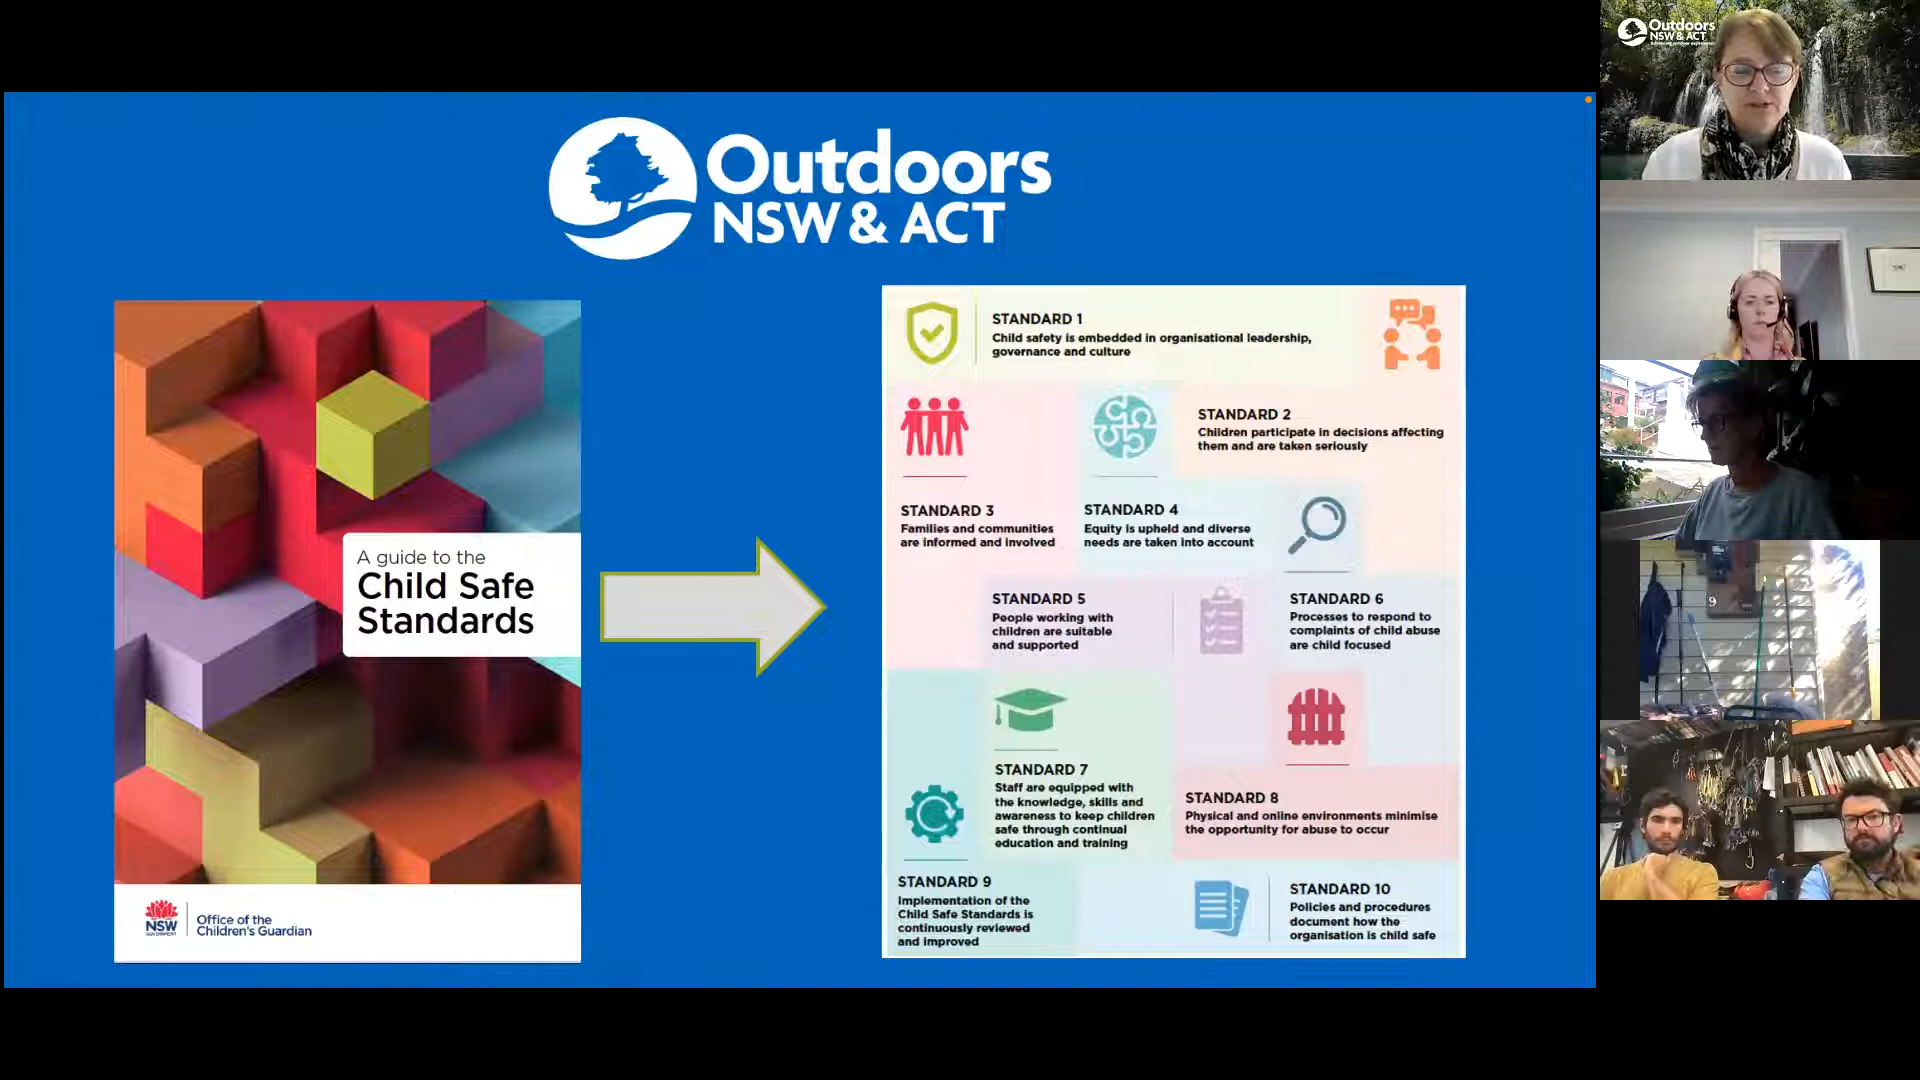 Outdoors
NSW & ACT
A guide to the
Child Safe
Standards
NSW
GOVERNMENT
Office of the
Children's Guardian
STANDARD 1
Child safety is embedded in organisational leadership,
governance and culture
STANDARD 2
Children participate in decisions affecting
them and are taken seriously
STANDARD 3
Families and communities
are informed and involved
STANDARD 4
Equity is upheld and diverse
needs are taken into account
STANDARD 5
People working with
children are suitable
and supported
STANDARD 6
Processes to respond to
complaints of child abuse
are child focused
STANDARD 7
Staff are equipped with
the knowledge, skills and
awareness to keep children
safe through continual
education and training
STANDARD 8
Physical and online environments minimise
the opportunity for abuse to occur
STANDARD 9
Implementation of the
Child Safe Standards is
continuously reviewed
and improved
STANDARD 10
Policies and procedures
document how the
organisation is child safe
Outdoors
NSW & ACT
9